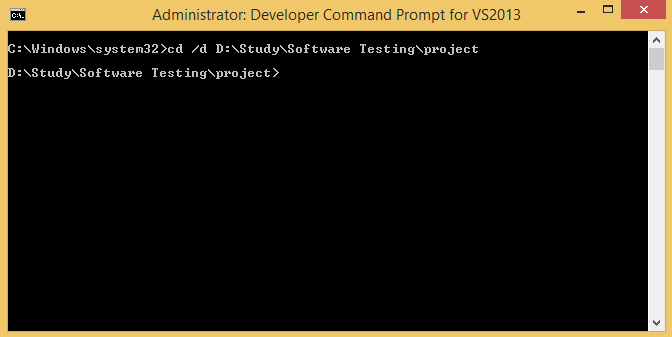 Administrator: Developer Command Prompt for VS2013
C:\Windows\system32>cd /d D:\Study\Software Testing\project
D:\Study\Software Testing\project>